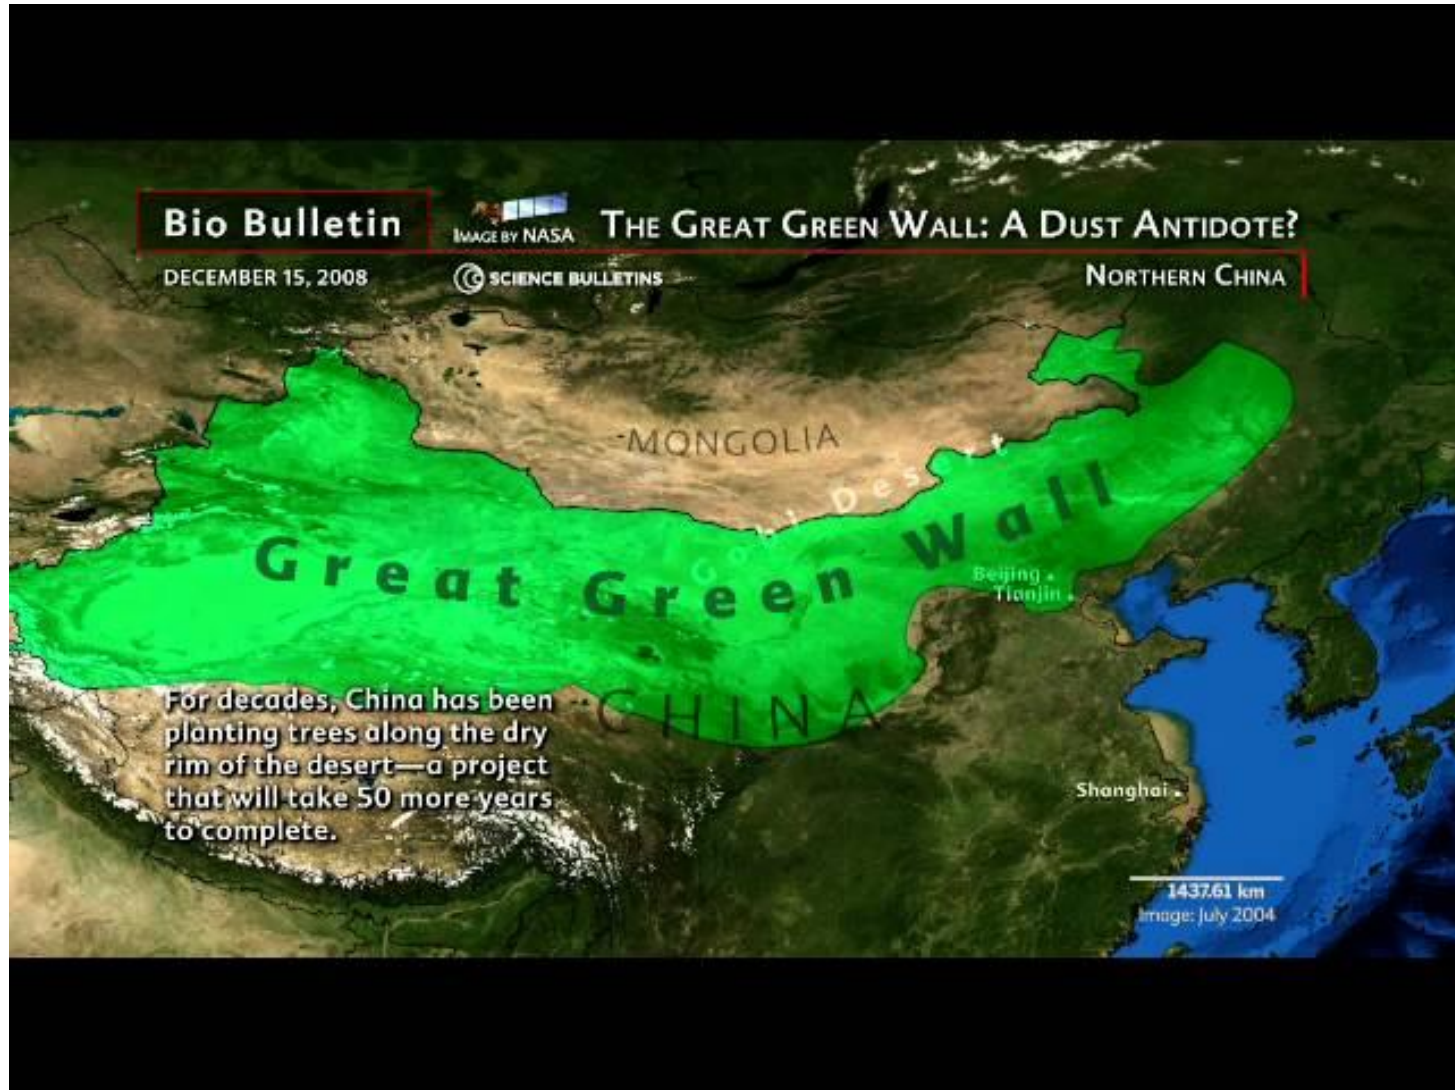 Bio Bulletin
IMAGE BY NASA
THE GREAT GREEN WALL: A DUST ANTIDOTE?
DECEMBER 15, 2008
SCIENCE BULLETINS
NORTHERN CHINA
MONGOLIA
Gobi Desert
Great Green Wall
Beijing
Tianjin
CHINA
For decades, China has been
planting trees along the dry
rim of the desert—a project
that will take 50 more years
to complete.
Shanghai
1437.61 km
Image: July 2004